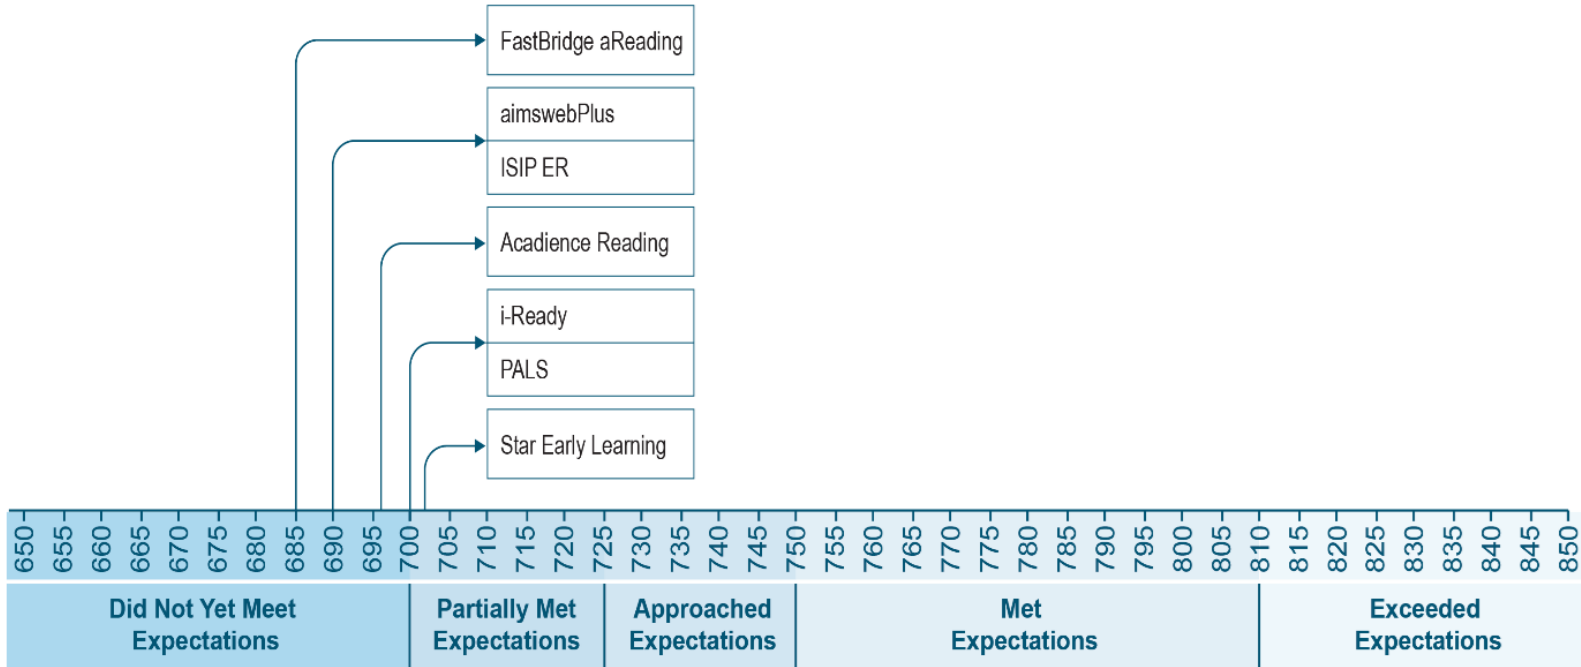 FastBridge aReading
aimswebPlus
ISIP ER
Acadience Reading
i-Ready
PALS
Star Early Learning
650 655 660 665 670 675 680 685 690 695 700 705 710 715 720 725 730 735 740 745 750 755 760 765 770 775 780 785 790 795 800 805 810 815 820 825 830 835 840 845 850
Did Not Yet Meet
Expectations
Partially Met
Expectations
Approached
Expectations
Met
Expectations
Exceeded
Expectations